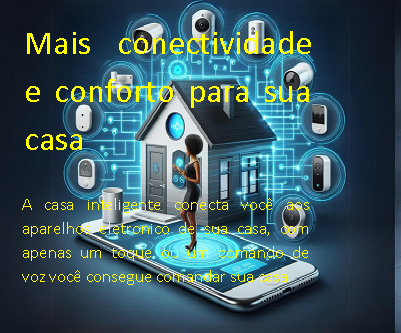 Mais conectividade
e conforto para sua
casa
A casa inteligente conecta você aos
aparelhos eletronico de sua casa, com
apenas um toque ou um comando de
voz você consegue comandar sua casa.